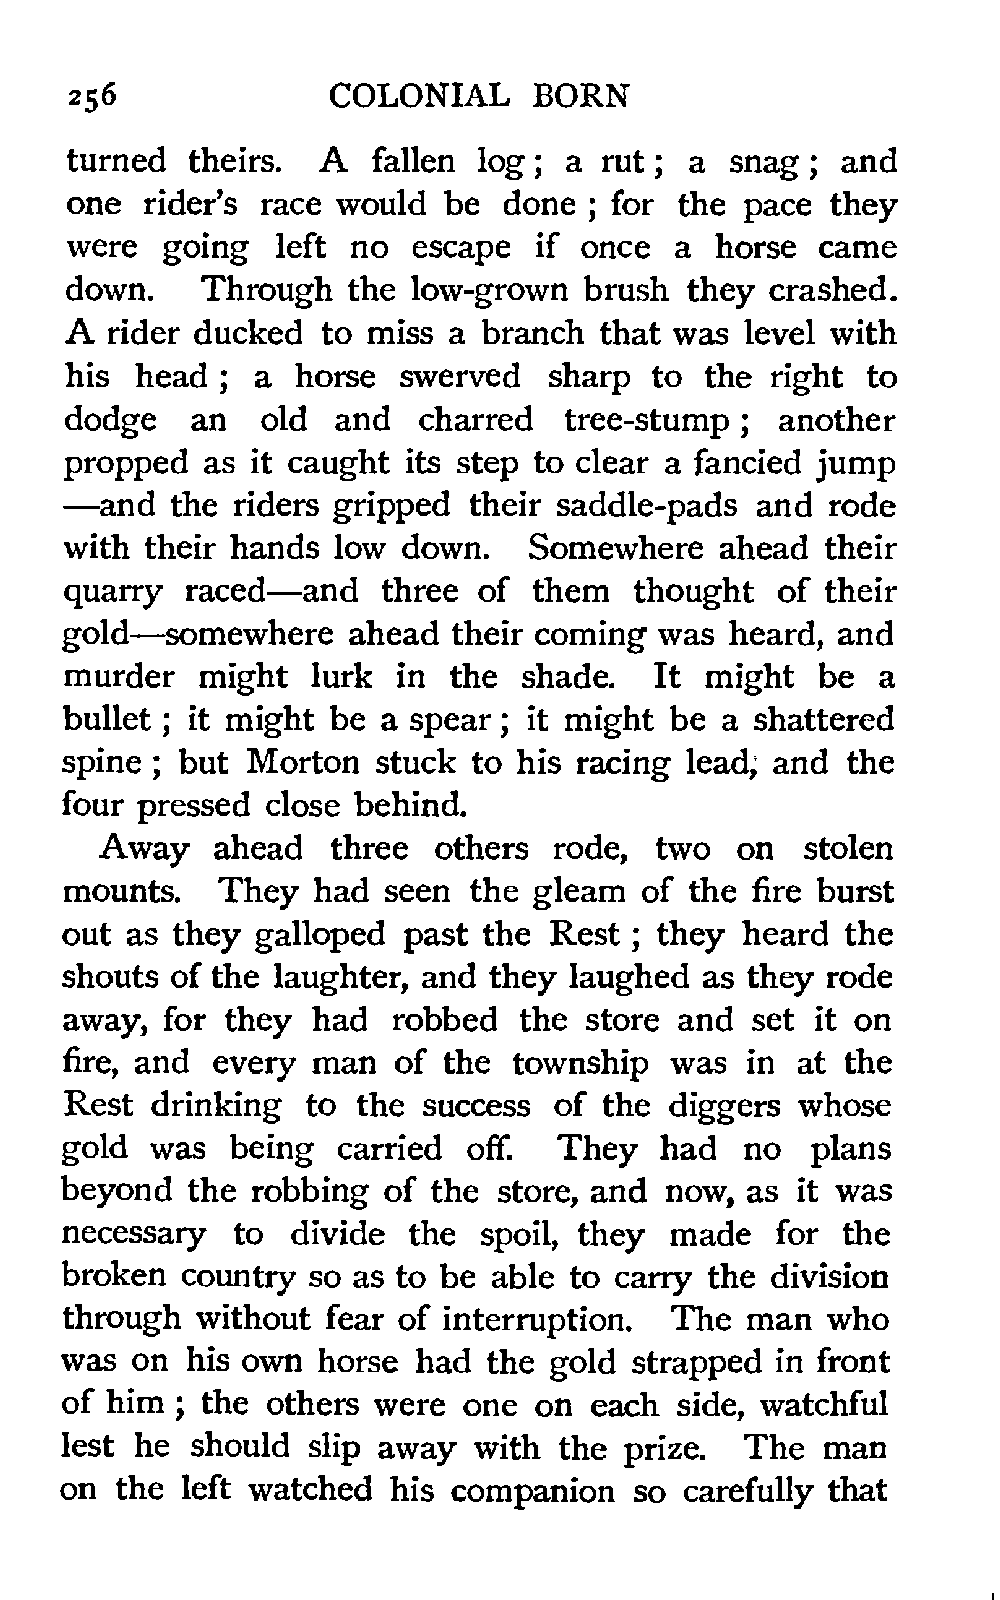 256 COLONIAL BORN
turned theirs. A fallen log ; a rut ; a snag ; and
one rider's race would be done ; for the pace they
were going left no escape if once a horse came
down. Through the low-grown brush they crashed.
A rider ducked to miss a branch that was level with
his head ; a horse swerved sharp to the right to
dodge an old and charred tree-stump ; another
propped as it caught its step to clear a fancied jump
—and the riders gripped their saddle-pads and rode
with their hands low down. Somewhere ahead their
quarry raced—and three of them thought of their
gold—somewhere ahead their coming was heard, and
murder might lurk in the shade. It might be a
bullet ; it might be a spear ; it might be a shattered
spine ; but Morton stuck to his racing lead, and the
four pressed close behind.
Away ahead three others rode, two on stolen
mounts. They had seen the gleam of the fire burst
out as they galloped past the Rest ; they heard the
shouts of the laughter, and they laughed as they rode
away, for they had robbed the store and set it on
fire, and every man of the township was in at the
Rest drinking to the success of the diggers whose
gold was being carried off. They had no plans
beyond the robbing of the store, and now, as it was
necessary to divide the spoil, they made for the
broken country so as to be able to carry the division
through without fear of interruption. The man who
was on his own horse had the gold strapped in front
of him ; the others were one on each side, watchful
lest he should slip away with the prize. The man
on the left watched his companion so carefully that